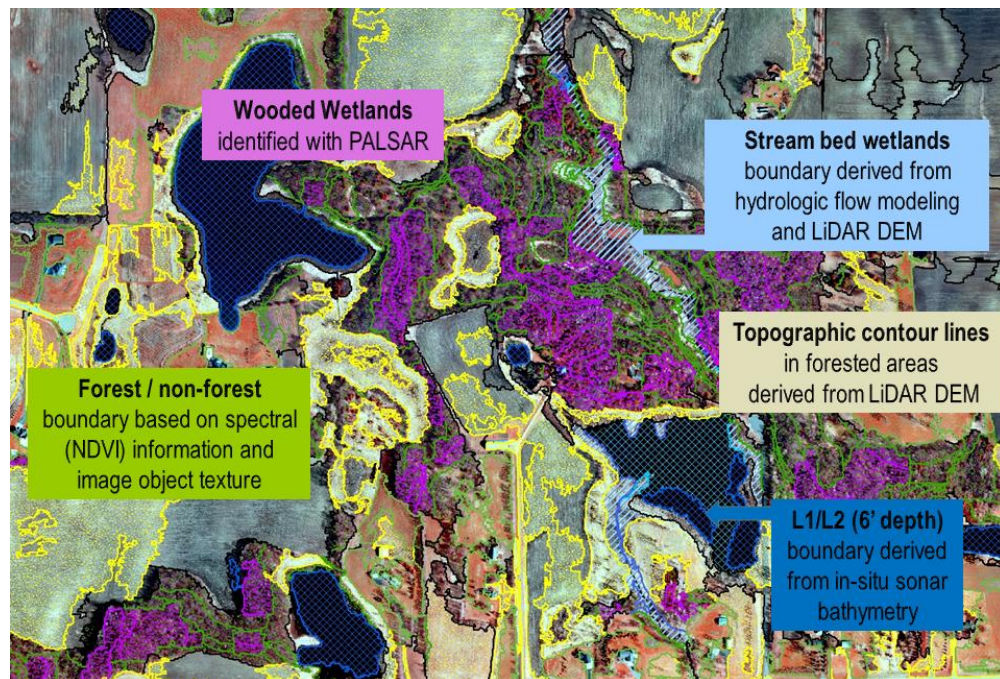 Wooded Wetlands
identified with PALSAR
Stream bed wetlands
boundary derived from
hydrologic flow modeling
and LiDAR DEM
Topographic contour lines
in forested areas
derived from LiDAR DEM
Forest / non-forest
boundary based on spectral
(NDVI) information and
image object texture
L1/L2 (6' depth)
boundary derived
from in-situ sonar
bathymetry